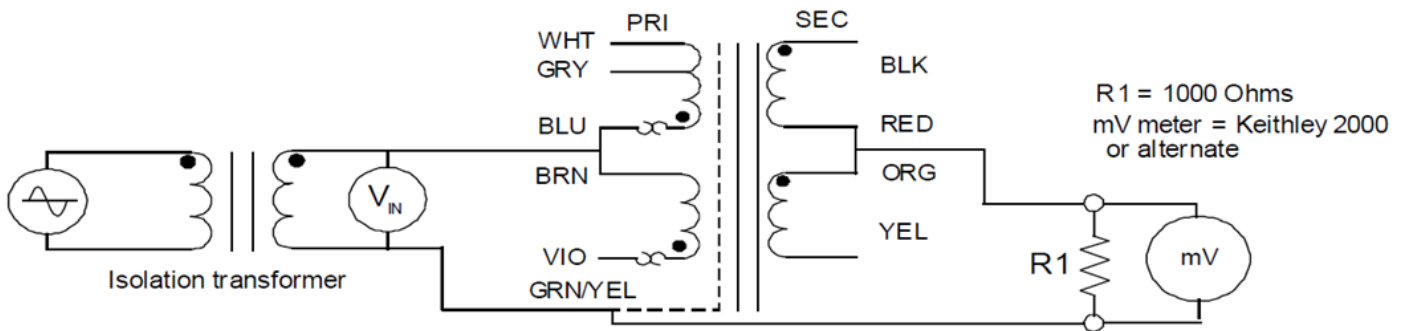 PRI
SEC
WHT
GRY
BLK
BLU
RED
R1 = 1000 Ohms
mV meter = Keithley 2000
or alternate
BRN
ORG
VIN
VIO
YEL
R1
mV
Isolation transformer
GRN/YEL